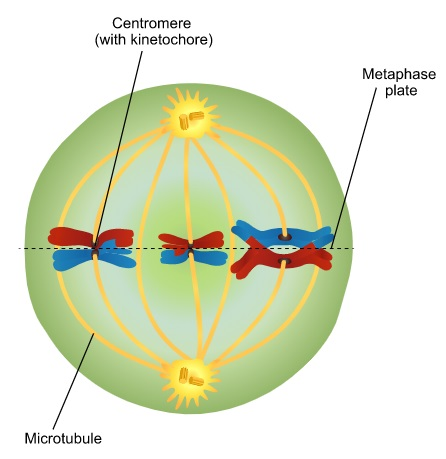 Centromere
(with kinetochore)
Metaphase
plate
Microtubule